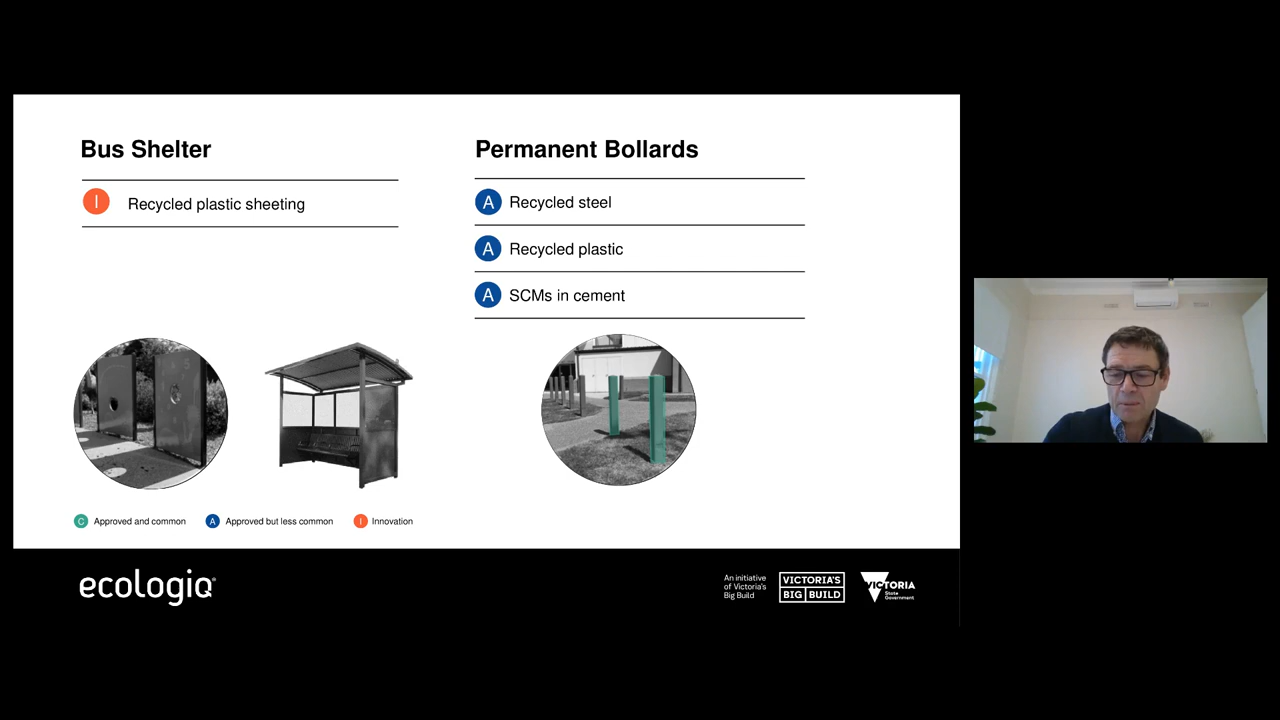 Bus Shelter
I Recycled plastic sheeting
Permanent Bollards
A Recycled steel
A Recycled plastic
A SCMs in cement
C Approved and common
A Approved but less common
I Innovation
ecologiq
An initiative
of Victoria's
Big Build
VICTORIA'S
BIG BUILD
VICTORIA
State
Government